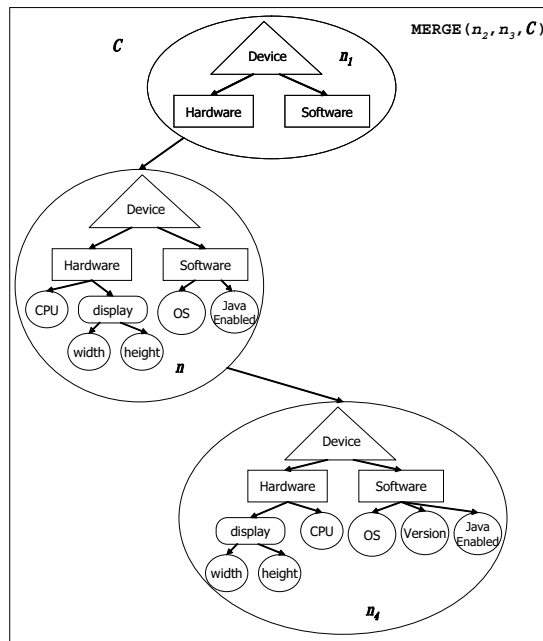 MERGE(n2,n3,C)
C
n1
Device
Hardware
Software
Device
Hardware
Software
CPU
display
OS
Java
Enabled
width
height
n
Device
Hardware
Software
display
CPU
OS
Version
Java
Enabled
width
height
n4